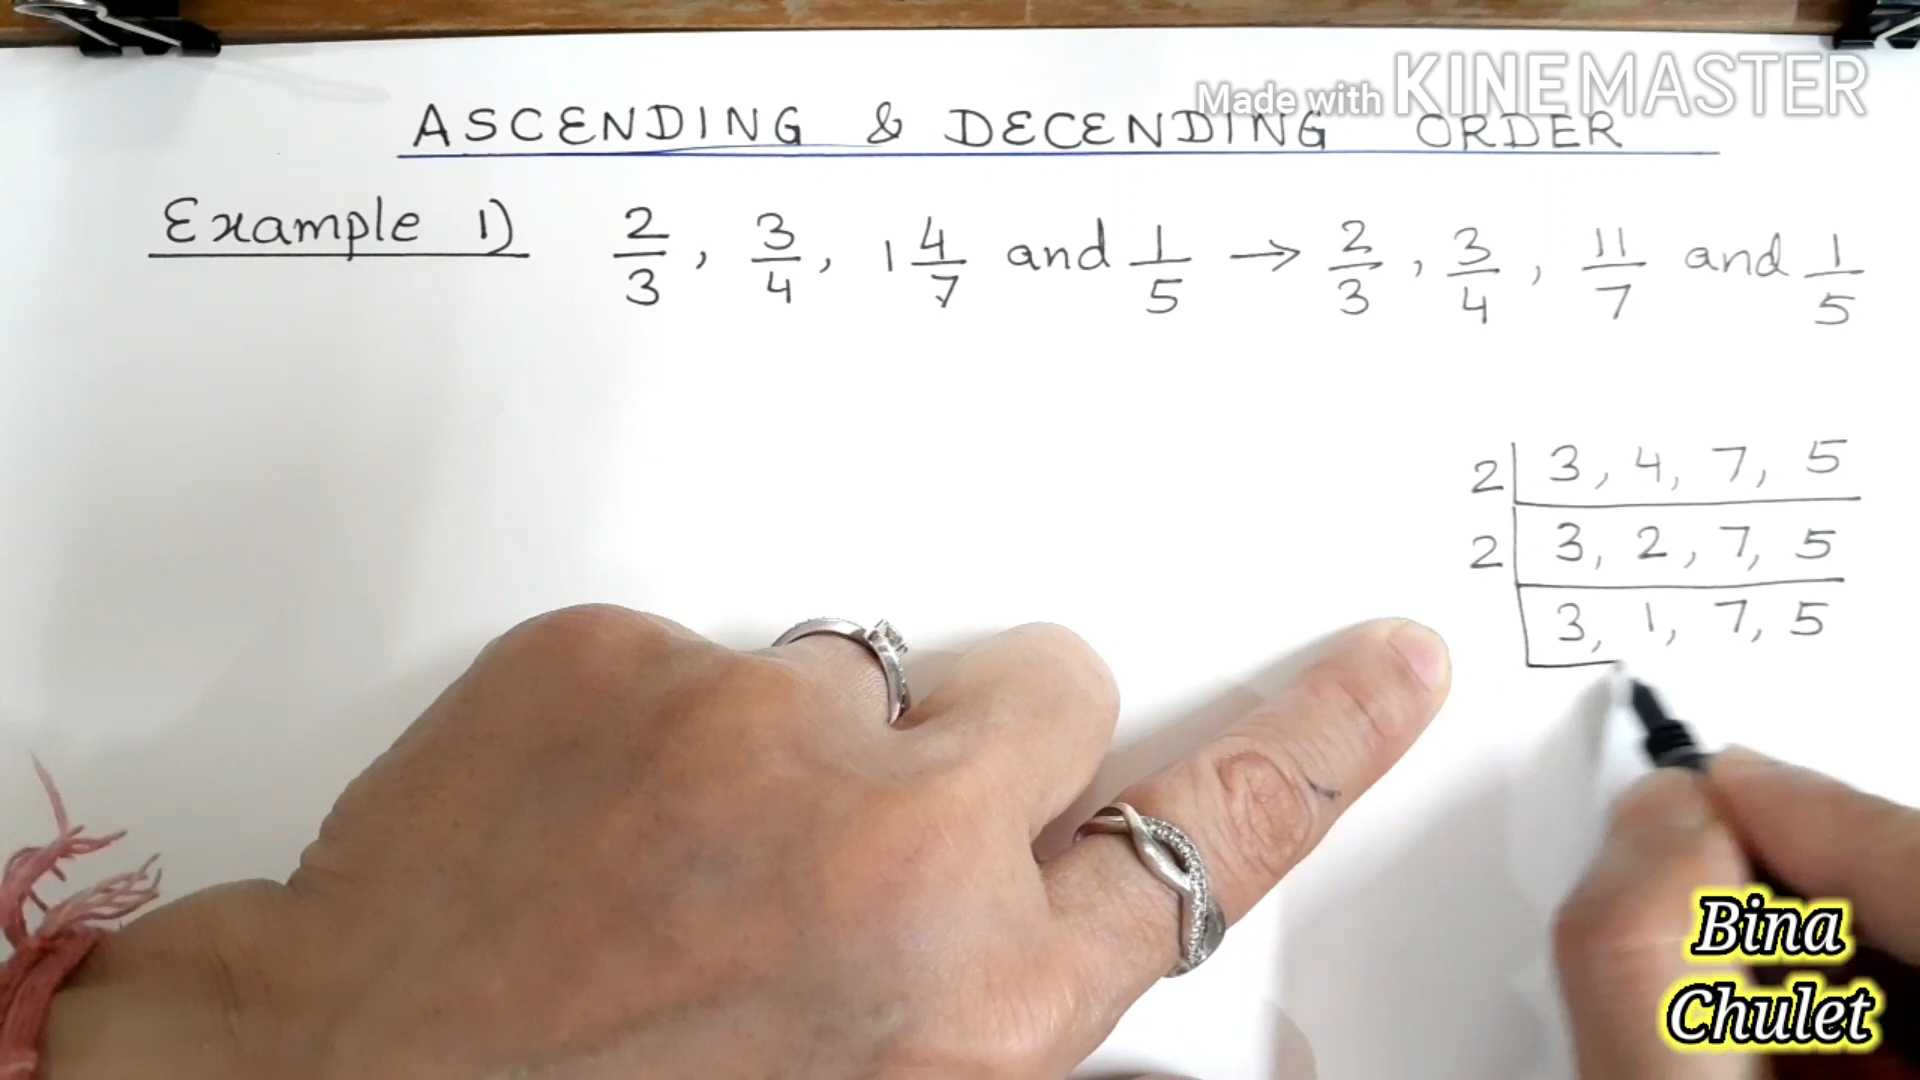 Made with KINEMASTER
ASCENDING & DECENDING ORDER
Example 1) 2/3, 3/4, 1 4/7 and 1/5 → 2/3, 3/4, 11/7 and 1/5
2 | 3, 4, 7, 5
2 | 3, 2, 7, 5
3, 1, 7, 5
Bina
Chulet